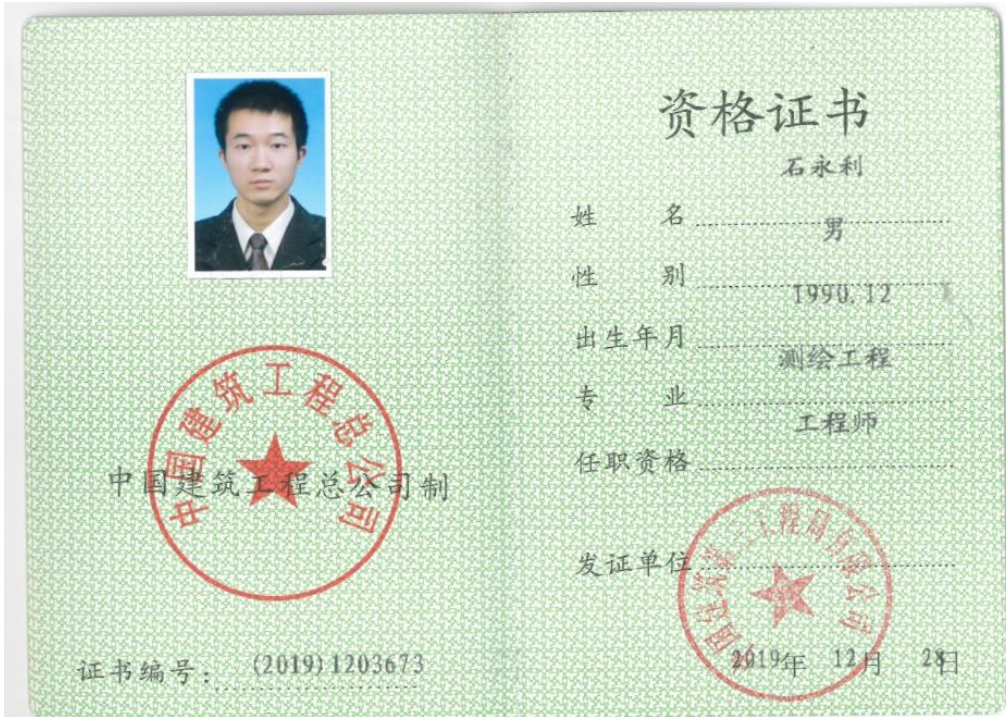 中国建筑工程总公司
中国建筑工程总公司制
证书编号: (2019)1203673
资格证书
石永利
姓 名
男
性 别
1990.12
出生年月
测绘工程
专 业
工程师
任职资格
发证单位
2019年 12月 28日